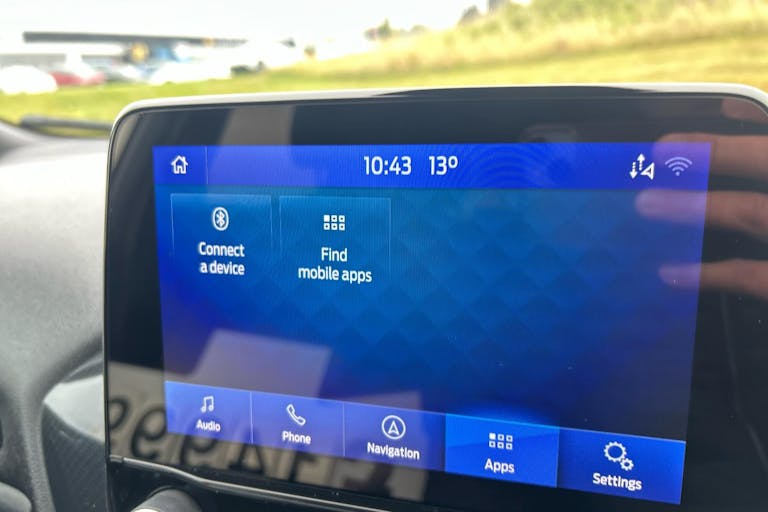 10:43 13°
Connect
a device
Find
mobile apps
Audio
Phone
Navigation
Apps
Settings